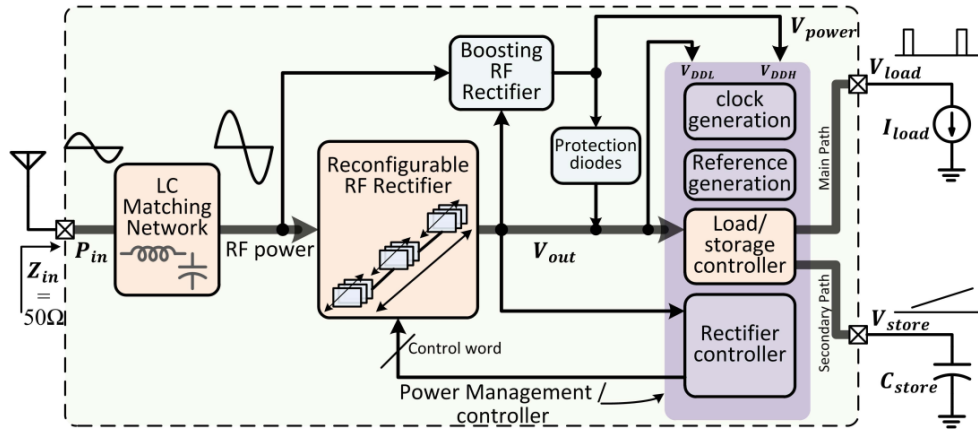 V_power
Boosting
RF
Rectifier
V_DDL
V_DDH
V_load
clock
generation
I_load
Protection
diodes
Reconfigurable
RF Rectifier
Reference
generation
Main Path
LC
Matching
Network
P_in
RF power
V_out
Load/
storage
controller
Z_in
=
50Ω
Secondary Path
V_store
Rectifier
controller
Control word
C_store
Power Management
controller